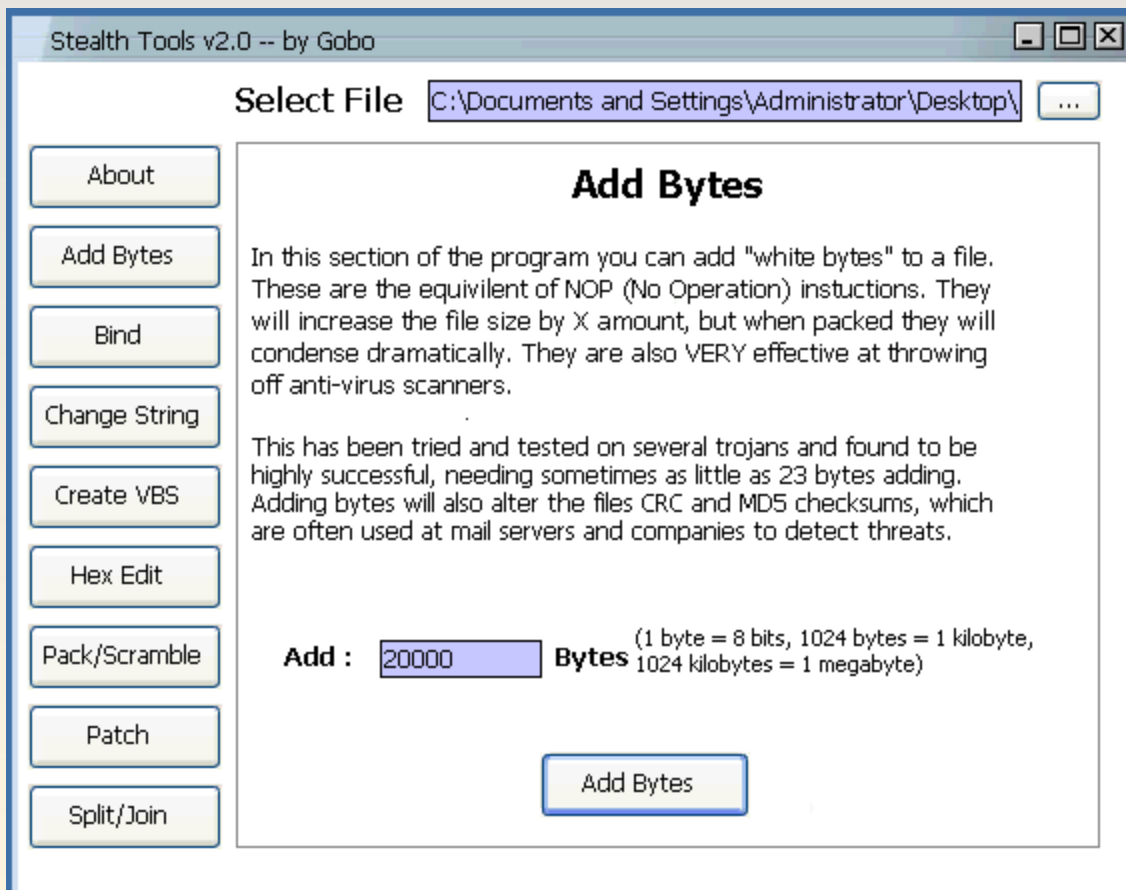 Stealth Tools v2.0 -- by Gobo
Select File C:\Documents and Settings\Administrator\Desktop\ ...
About
Add Bytes
Bind
Change String
Create VBS
Hex Edit
Pack/Scramble
Patch
Split/Join
Add Bytes
In this section of the program you can add "white bytes" to a file.
These are the equivilent of NOP (No Operation) instuctions. They
will increase the file size by X amount, but when packed they will
condense dramatically. They are also VERY effective at throwing
off anti-virus scanners.
This has been tried and tested on several trojans and found to be
highly successful, needing sometimes as little as 23 bytes adding.
Adding bytes will also alter the files CRC and MD5 checksums, which
are often used at mail servers and companies to detect threats.
Add : 20000 Bytes (1 byte = 8 bits, 1024 bytes = 1 kilobyte,
1024 kilobytes = 1 megabyte)
Add Bytes